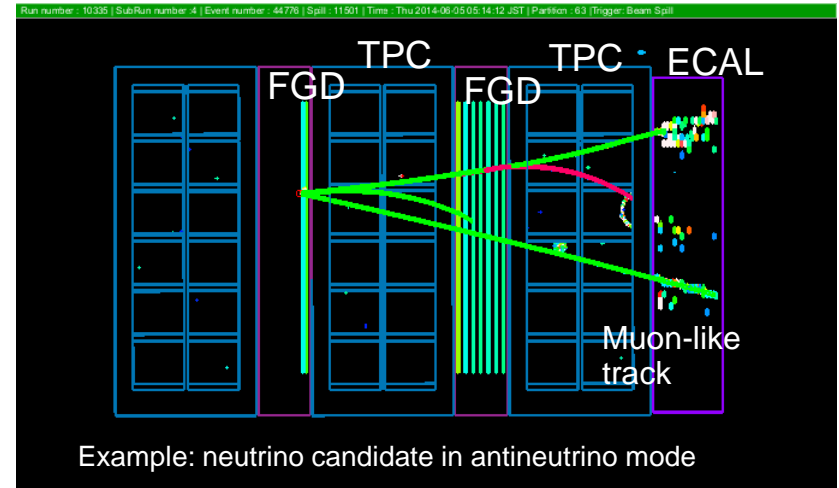 Run number : 10335 | SubRun number :4 | Event number : 44776 | Spill : 11501 | Time : Thu 2014-06-05 05:14:12 JST | Partition : 63 |Trigger: Beam Spill
TPC TPC ECAL
FGD FGD
Muon-like
track
Example: neutrino candidate in antineutrino mode